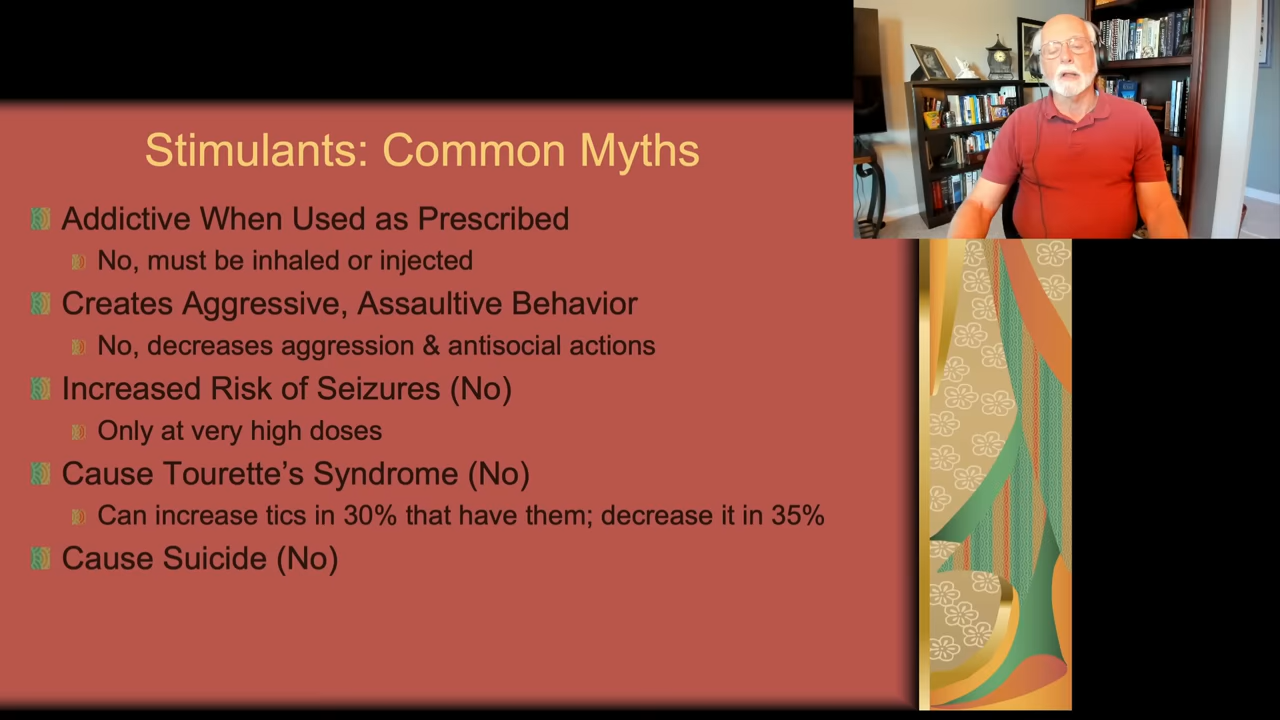 Stimulants: Common Myths
Addictive When Used as Prescribed
No, must be inhaled or injected
Creates Aggressive, Assaultive Behavior
No, decreases aggression & antisocial actions
Increased Risk of Seizures (No)
Only at very high doses
Cause Tourette’s Syndrome (No)
Can increase tics in 30% that have them; decrease it in 35%
Cause Suicide (No)